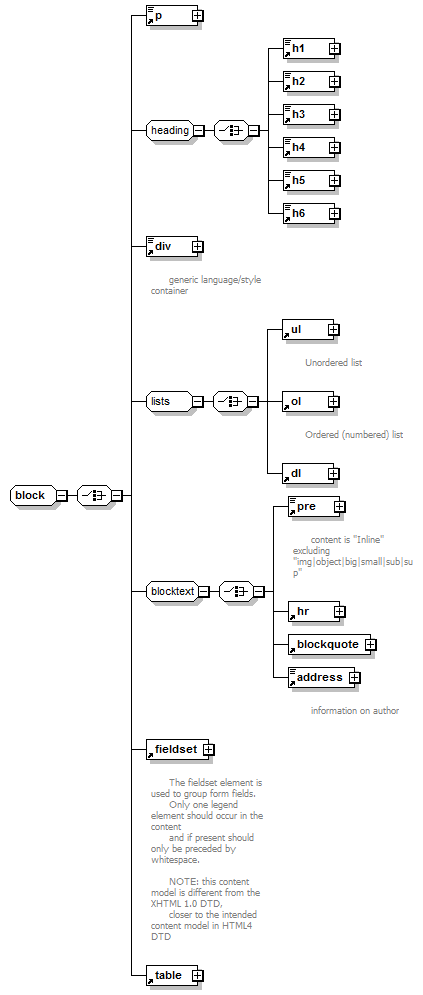 p
heading
h1
h2
h3
h4
h5
h6
div
generic language/style
container
lists
ul
Unordered list
ol
Ordered (numbered) list
dl
block
blocktext
pre
content is "Inline"
excluding
"img|object|big|small|sub|su
p"
hr
blockquote
address
information on author
fieldset
The fieldset element is
used to group form fields.
Only one legend
element should occur in the
content
and if present should
only be preceded by
whitespace.
NOTE: this content
model is different from the
XHTML 1.0 DTD,
closer to the intended
content model in HTML4
DTD
table